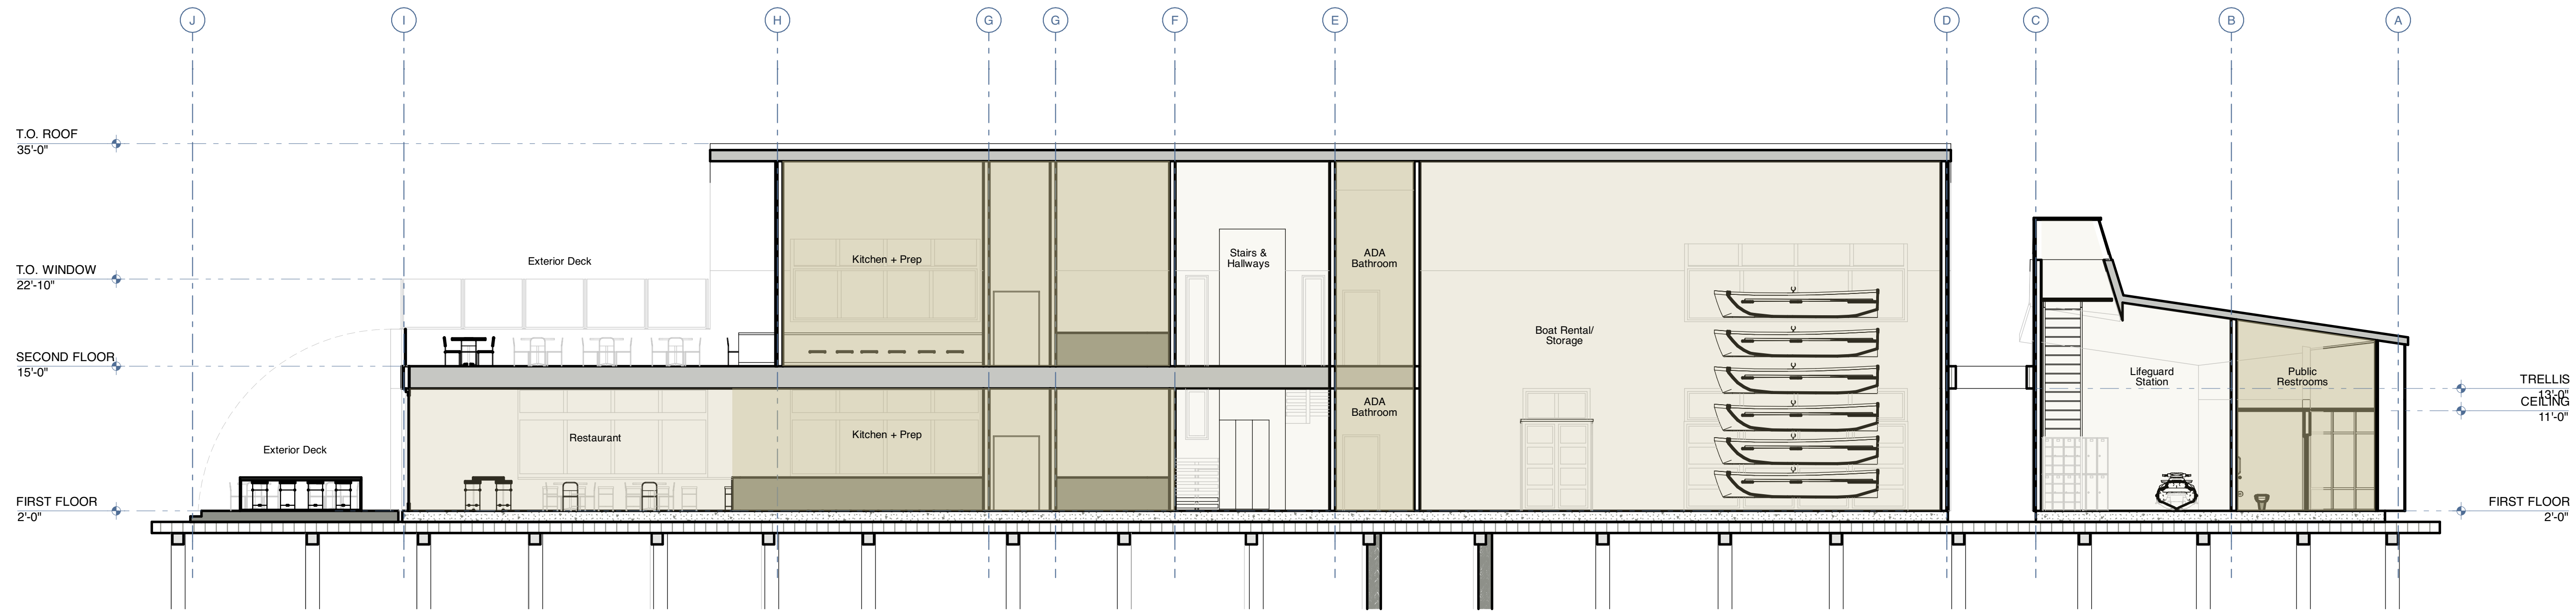 J
I
H
G
G
F
E
D
C
B
A
T.O. ROOF
35'-0"
T.O. WINDOW
22'-10"
SECOND FLOOR
15'-0"
FIRST FLOOR
2'-0"
Exterior Deck
Exterior Deck
Kitchen + Prep
Stairs &
Hallways
ADA
Bathroom
Boat Rental/
Storage
Restaurant
Kitchen + Prep
ADA
Bathroom
Lifeguard
Station
Public
Restrooms
TRELLIS
13'-0"
CEILING
11'-0"
FIRST FLOOR
2'-0"